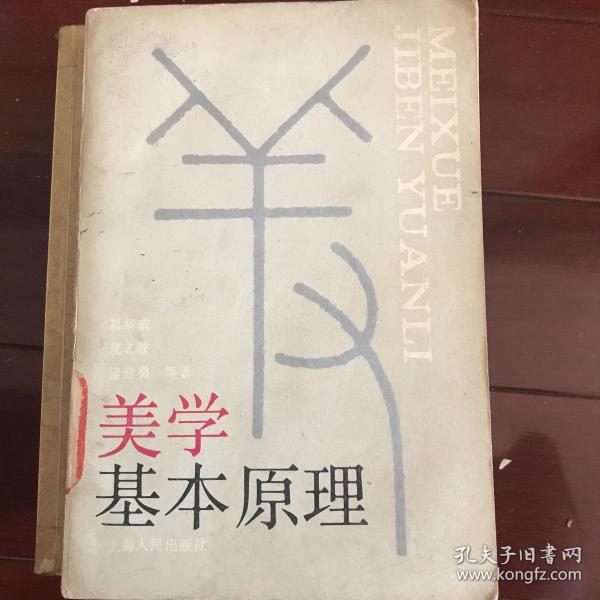 MEIXUE
JIBEN YUANLI
刘叔成
夏之放
楼昔勇 等著
美学
基本原理
上海人民出版社
孔夫子旧书网
www.kongfz.com